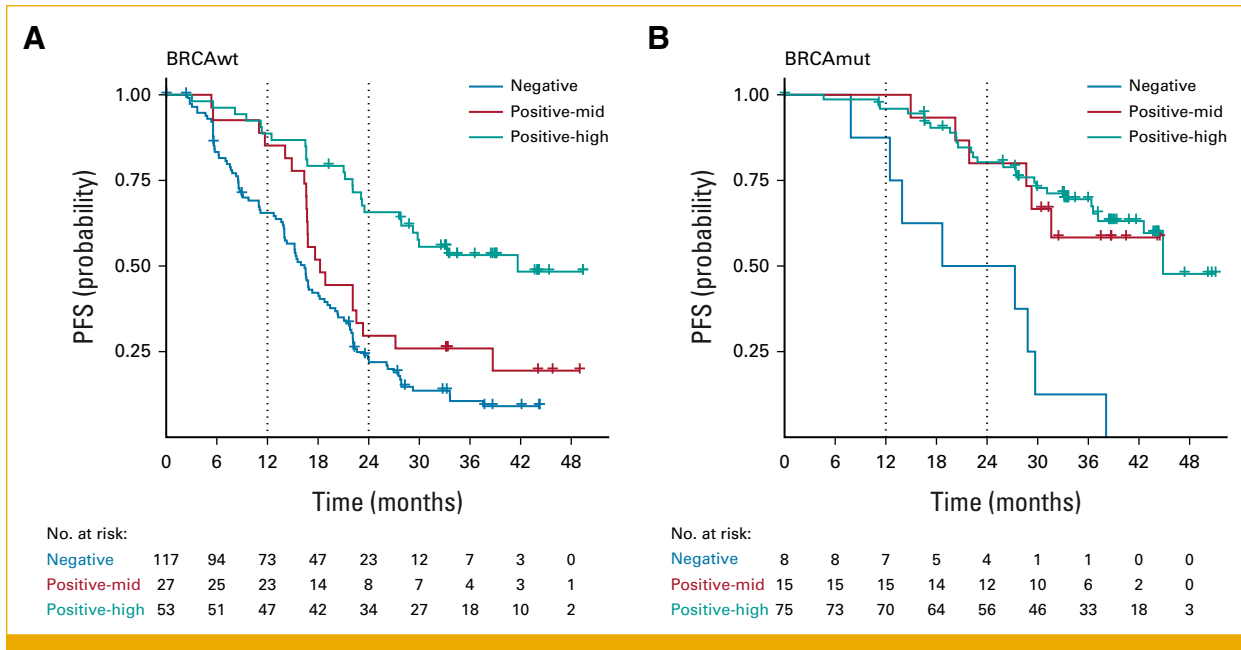 A
BRCAwt
Negative
Positive-mid
Positive-high
1.00
0.75
0.50
0.25
PFS (probability)
0 6 12 18 24 30 36 42 48
Time (months)
No. at risk:
Negative 117 94 73 47 23 12 7 3 0
Positive-mid 27 25 23 14 8 7 4 3 1
Positive-high 53 51 47 42 34 27 18 10 2
B
BRCAmut
Negative
Positive-mid
Positive-high
1.00
0.75
0.50
0.25
PFS (probability)
0 6 12 18 24 30 36 42 48
Time (months)
No. at risk:
Negative 8 8 7 5 4 1 1 0 0
Positive-mid 15 15 15 14 12 10 6 2 0
Positive-high 75 73 70 64 56 46 33 18 3